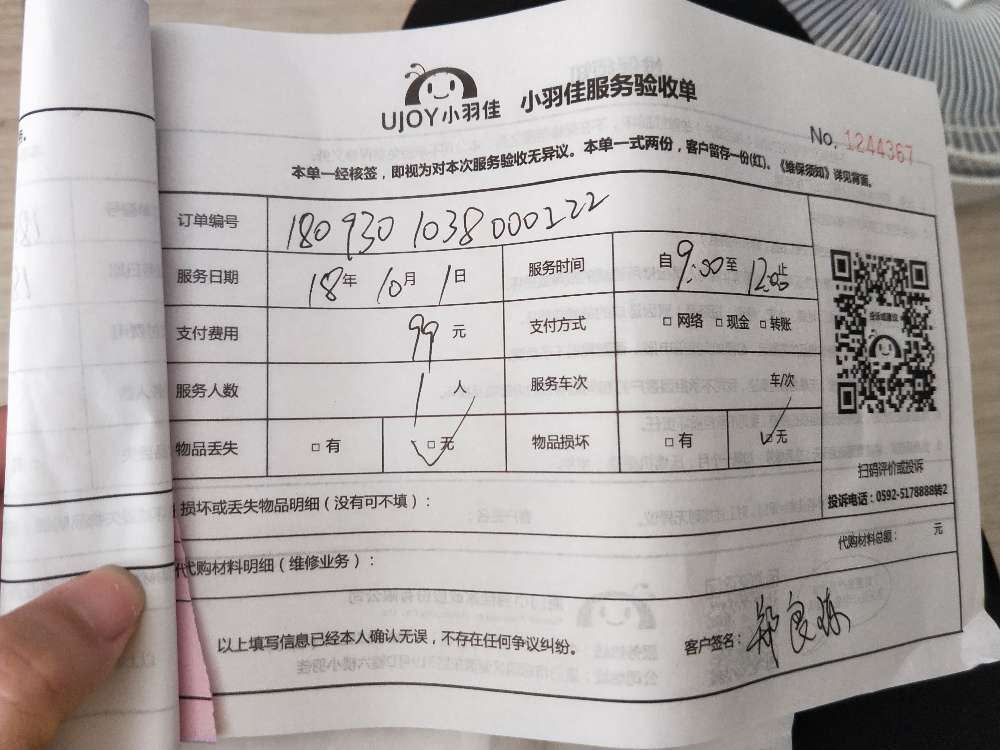 UJOY小羽佳 小羽佳服务验收单
No. 1244367
本单一经核签，即视为对本次服务验收无异议。本单一式两份，客户留存一份(红)。《维保须知》详见背面。
订单编号 180930 1038 000122
服务日期 18年 10月 1日 服务时间 自9:00至 12:05止
支付费用 99 元 支付方式 □ 网络 □ 现金 □ 转账
服务人数 1 人 服务车次 车/次
物品丢失 □ 有 □ 无 物品损坏 □ 有 □ 无
扫码评价或投诉
投诉电话：0592-5178888转2
损坏或丢失物品明细（没有可不填）：
代购材料总额： 元
代购材料明细（维修业务）：
以上填写信息已经本人确认无误，不存在任何争议纠纷。 客户签名：